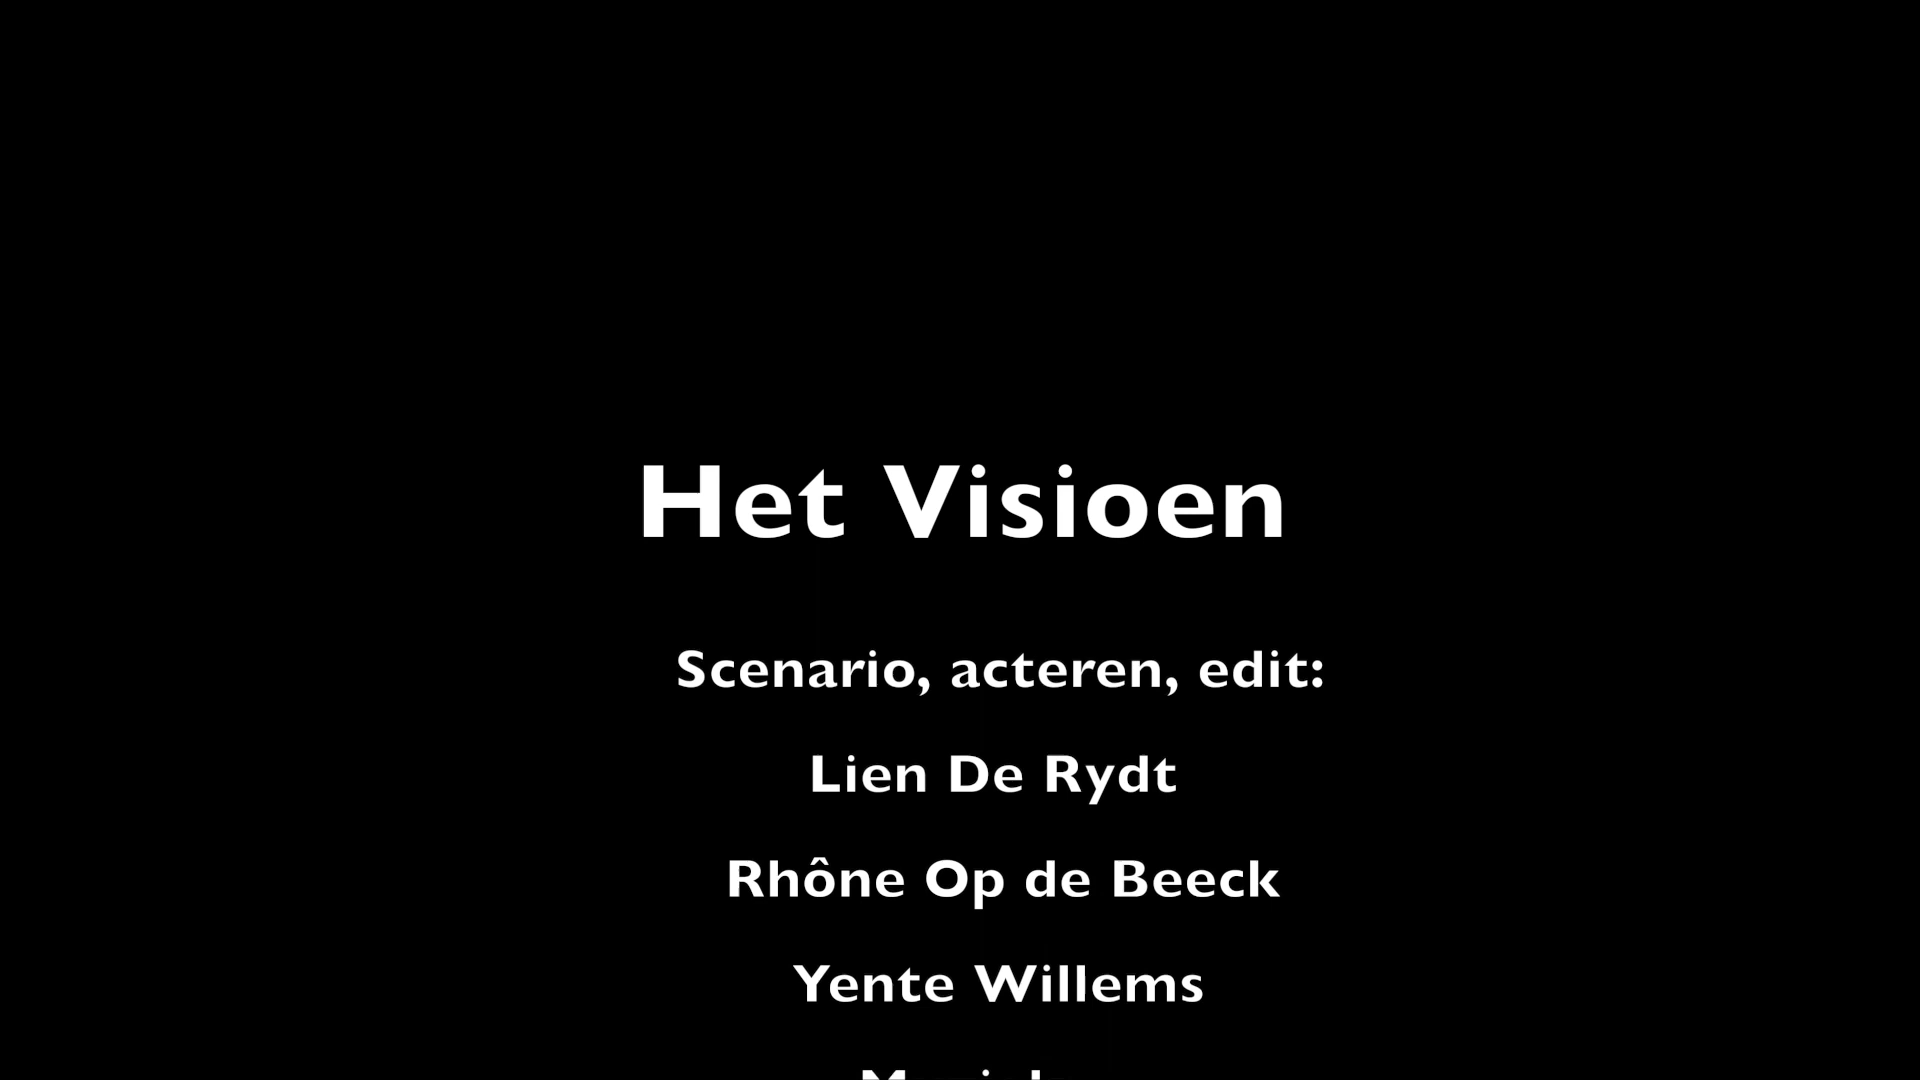 Het Visioen
Scenario, acteren, edit:
Lien De Rydt
Rhône Op de Beeck
Yente Willems